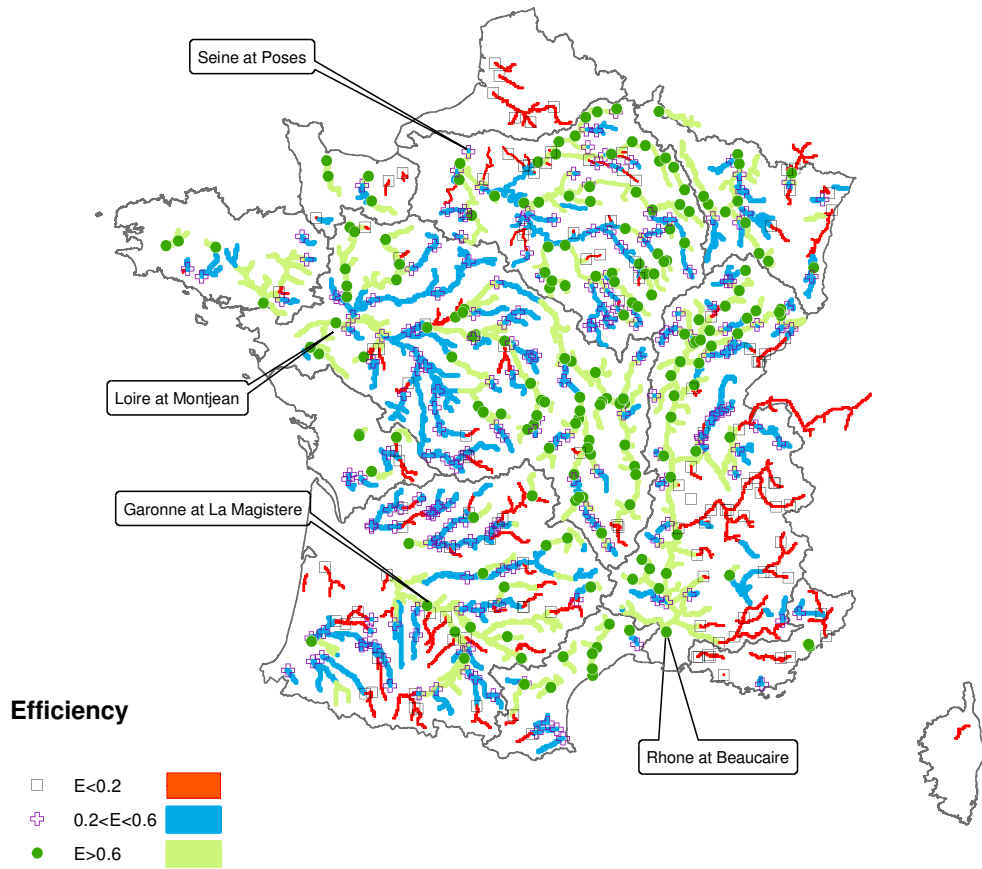 Seine at Poses
Loire at Montjean
Garonne at La Magistere
Rhone at Beaucaire
Efficiency
E<0.2
0.2<E<0.6
E>0.6